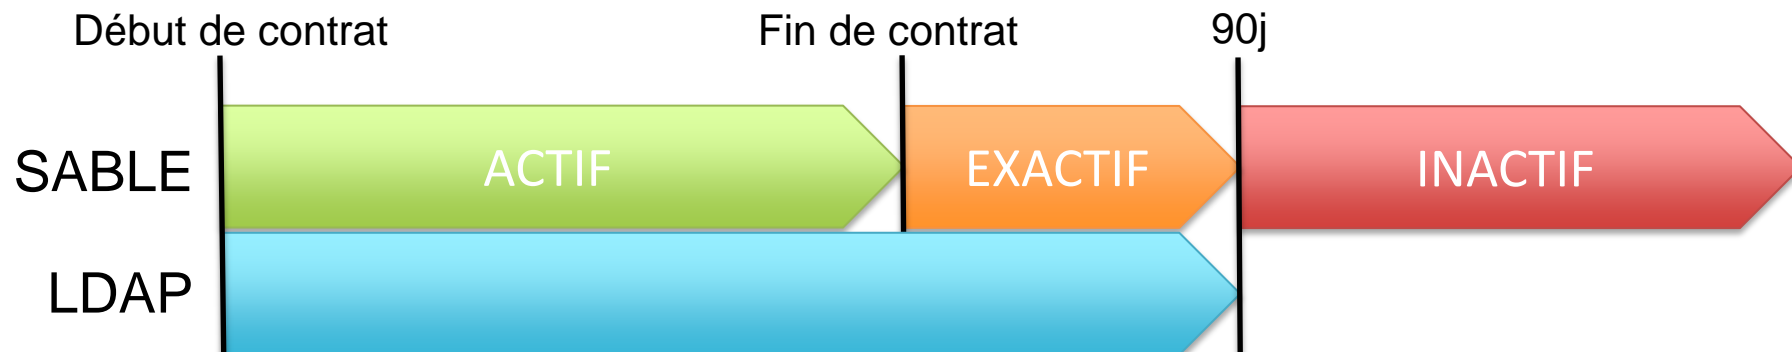 Début de contrat Fin de contrat 90j
SABLE ACTIF EXACTIF INACTIF
LDAP